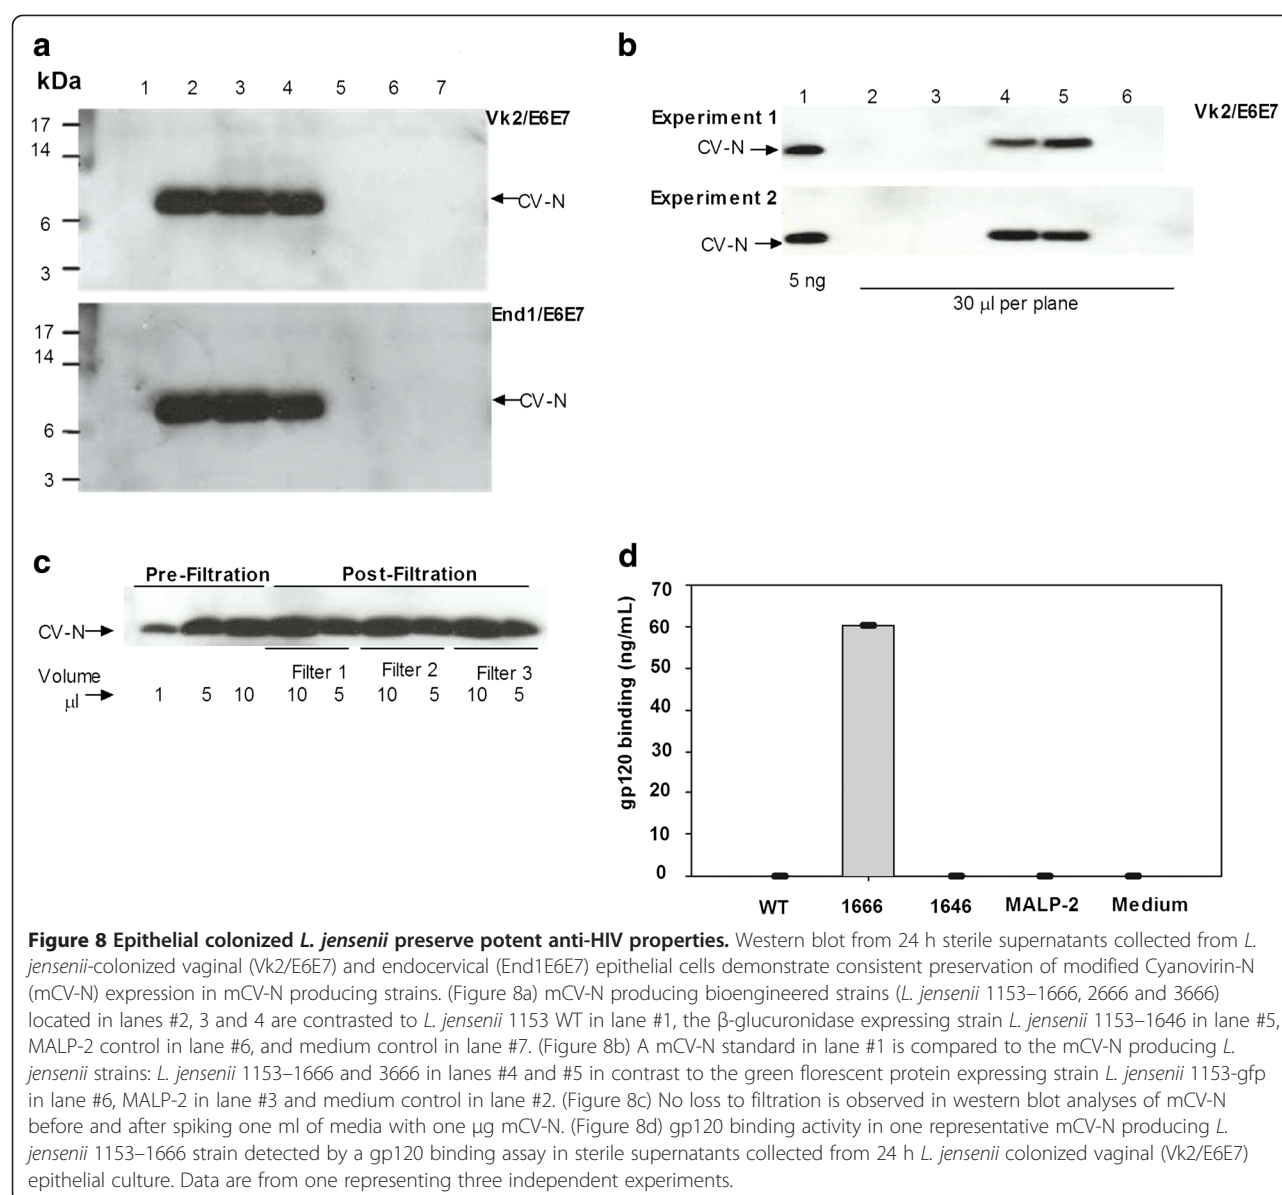 a
kDa
1 2 3 4 5 6 7
Vk2/E6E7
17
14
CV-N
6
3
End1/E6E7
17
14
CV-N
6
3
b
1 2 3 4 5 6
Vk2/E6E7
Experiment 1
CV-N
Experiment 2
CV-N
5 ng
30 µl per plane
c
Pre-Filtration Post-Filtration
CV-N
Filter 1 Filter 2 Filter 3
Volume
µl 1 5 10 10 5 10 5 10 5
d
gp120 binding (ng/mL)
70
60
50
40
30
20
10
0
WT 1666 1646 MALP-2 Medium
Figure 8 Epithelial colonized L. jensenii preserve potent anti-HIV properties. Western blot from 24 h sterile supernatants collected from L.
jensenii-colonized vaginal (Vk2/E6E7) and endocervical (End1E6E7) epithelial cells demonstrate consistent preservation of modified Cyanovirin-N
(mCV-N) expression in mCV-N producing strains. (Figure 8a) mCV-N producing bioengineered strains (L. jensenii 1153–1666, 2666 and 3666)
located in lanes #2, 3 and 4 are contrasted to L. jensenii 1153 WT in lane #1, the β-glucuronidase expressing strain L. jensenii 1153–1646 in lane #5,
MALP-2 control in lane #6, and medium control in lane #7. (Figure 8b) A mCV-N standard in lane #1 is compared to the mCV-N producing L.
jensenii strains: L. jensenii 1153–1666 and 3666 in lanes #4 and #5 in contrast to the green florescent protein expressing strain L. jensenii 1153-gfp
in lane #6, MALP-2 in lane #3 and medium control in lane #2. (Figure 8c) No loss to filtration is observed in western blot analyses of mCV-N
before and after spiking one ml of media with one µg mCV-N. (Figure 8d) gp120 binding activity in one representative mCV-N producing L.
jensenii 1153–1666 strain detected by a gp120 binding assay in sterile supernatants collected from 24 h L. jensenii colonized vaginal (Vk2/E6E7)
epithelial culture. Data are from one representing three independent experiments.